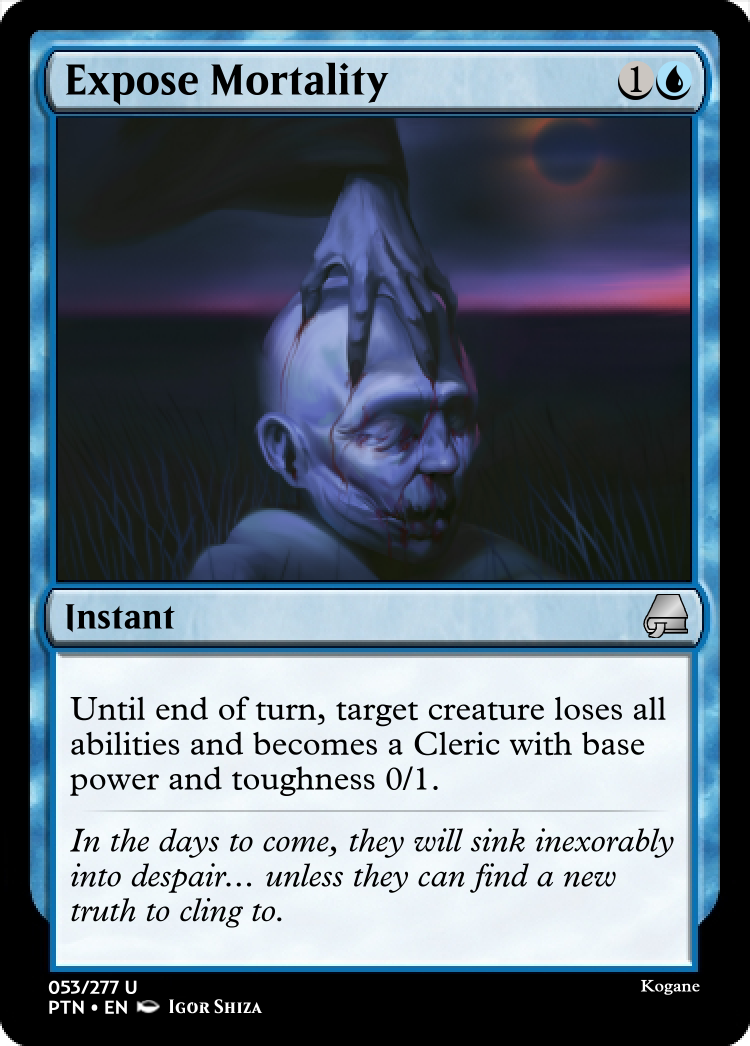 Expose Mortality 1
Instant
Until end of turn, target creature loses all
abilities and becomes a Cleric with base
power and toughness 0/1.
In the days to come, they will sink inexorably
into despair… unless they can find a new
truth to cling to.
053/277 U
Kogane
PTN • EN Igor Shiza